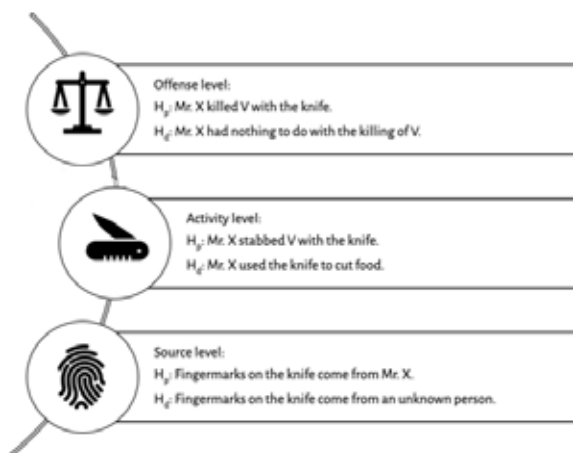 Offense level:
Hp: Mr. X killed V with the knife.
Hd: Mr. X had nothing to do with the killing of V.
Activity level:
Hp: Mr. X stabbed V with the knife.
Hd: Mr. X used the knife to cut food.
Source level:
Hp: Fingermarks on the knife come from Mr. X.
Hd: Fingermarks on the knife come from an unknown person.